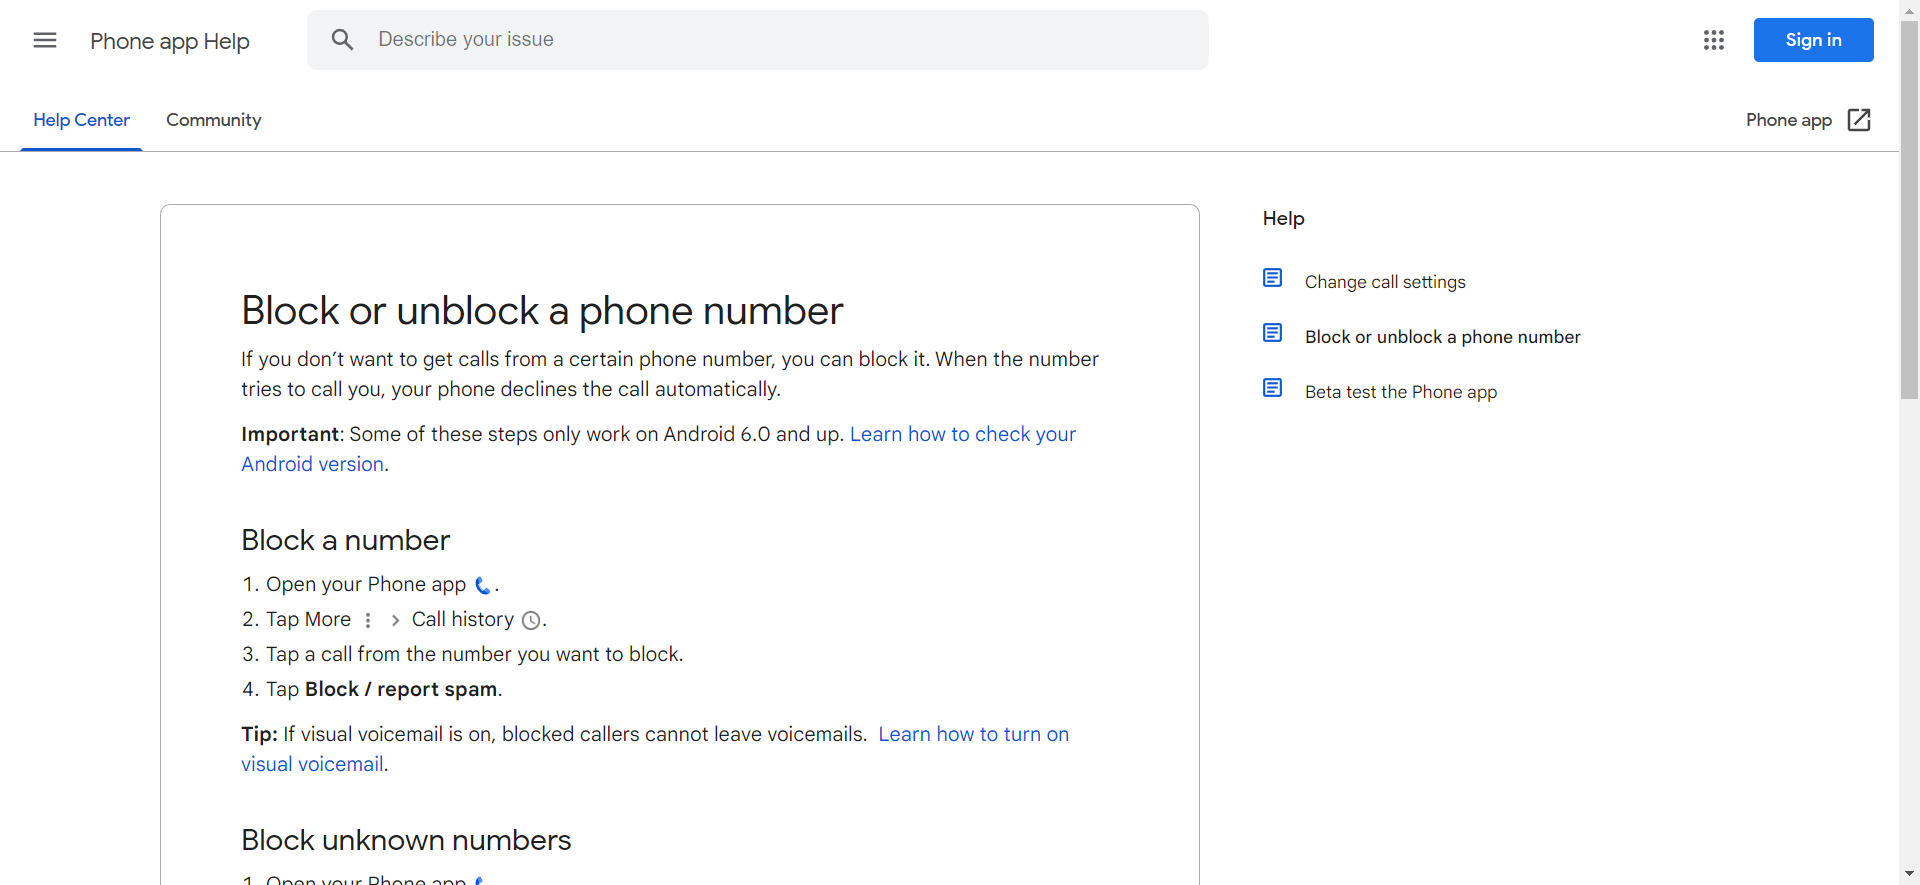 Phone app Help
Describe your issue
Sign in
Help Center
Community
Phone app
Block or unblock a phone number
If you don’t want to get calls from a certain phone number, you can block it. When the number
tries to call you, your phone declines the call automatically.
Important: Some of these steps only work on Android 6.0 and up. Learn how to check your
Android version.
Block a number
1. Open your Phone app .
2. Tap More > Call history .
3. Tap a call from the number you want to block.
4. Tap Block / report spam.
Tip: If visual voicemail is on, blocked callers cannot leave voicemails. Learn how to turn on
visual voicemail.
Block unknown numbers
1. Open your Phone app
Help
Change call settings
Block or unblock a phone number
Beta test the Phone app